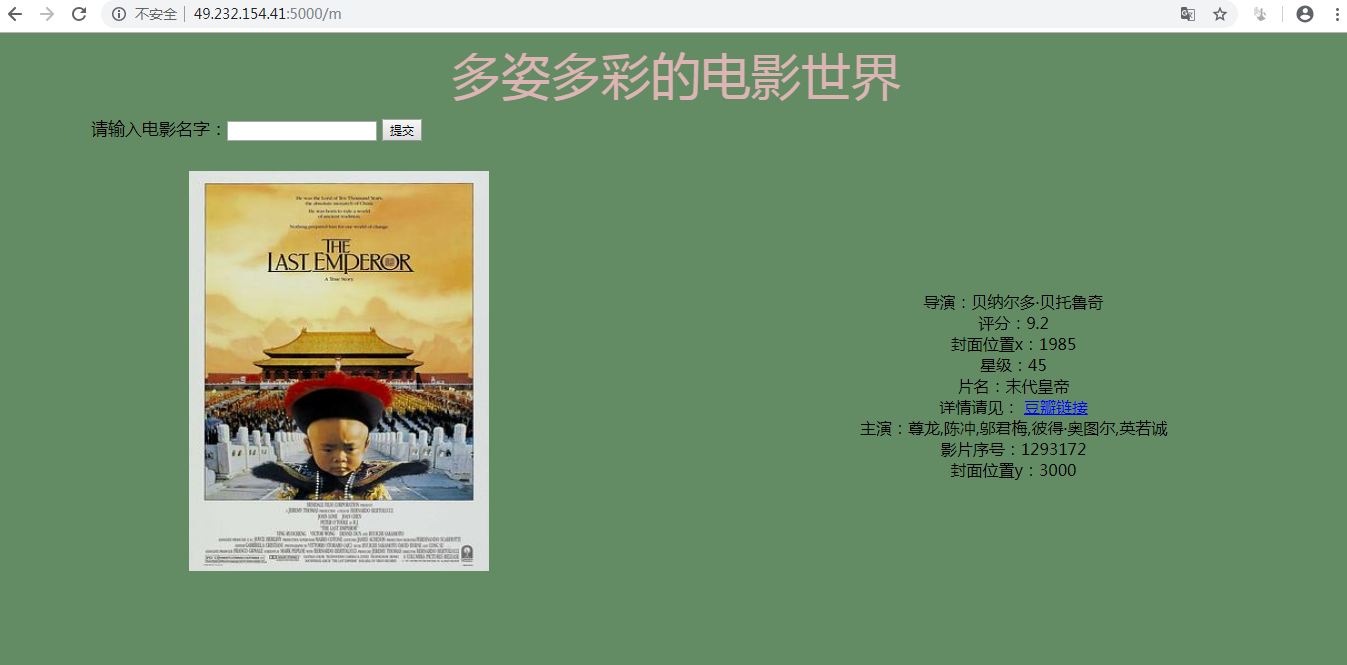 不安全 49.232.154.41:5000/m
多姿多彩的电影世界
请输入电影名字：
提交
He was the Lord of Ten Thousand Years,
the absolute monarch of China.
He was born to rule a world
of ancient tradition.
Nothing prepared him for our world of change.
THE
LAST EMPEROR
A True Story.
导演：贝纳尔多·贝托鲁奇
评分：9.2
封面位置x：1985
星级：45
片名：末代皇帝
详情请见： 豆瓣链接
主演：尊龙,陈冲,邬君梅,彼得·奥图尔,英若诚
影片序号：1293172
封面位置y：3000